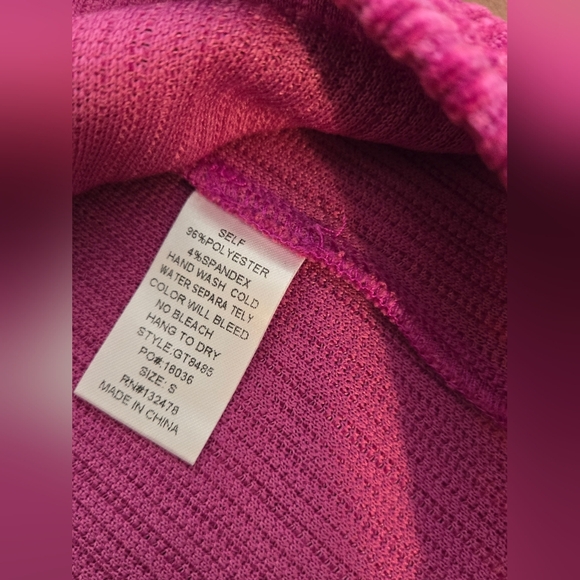 SELF
96%POLYESTER
4%SPANDEX
HAND WASH COLD
WATER SEPARA TELY
COLOR WILL BLEED
NO BLEACH
HANG TO DRY
STYLE,GT8485
PO#:18036
SIZE: S
RN#132478
MADE IN CHINA